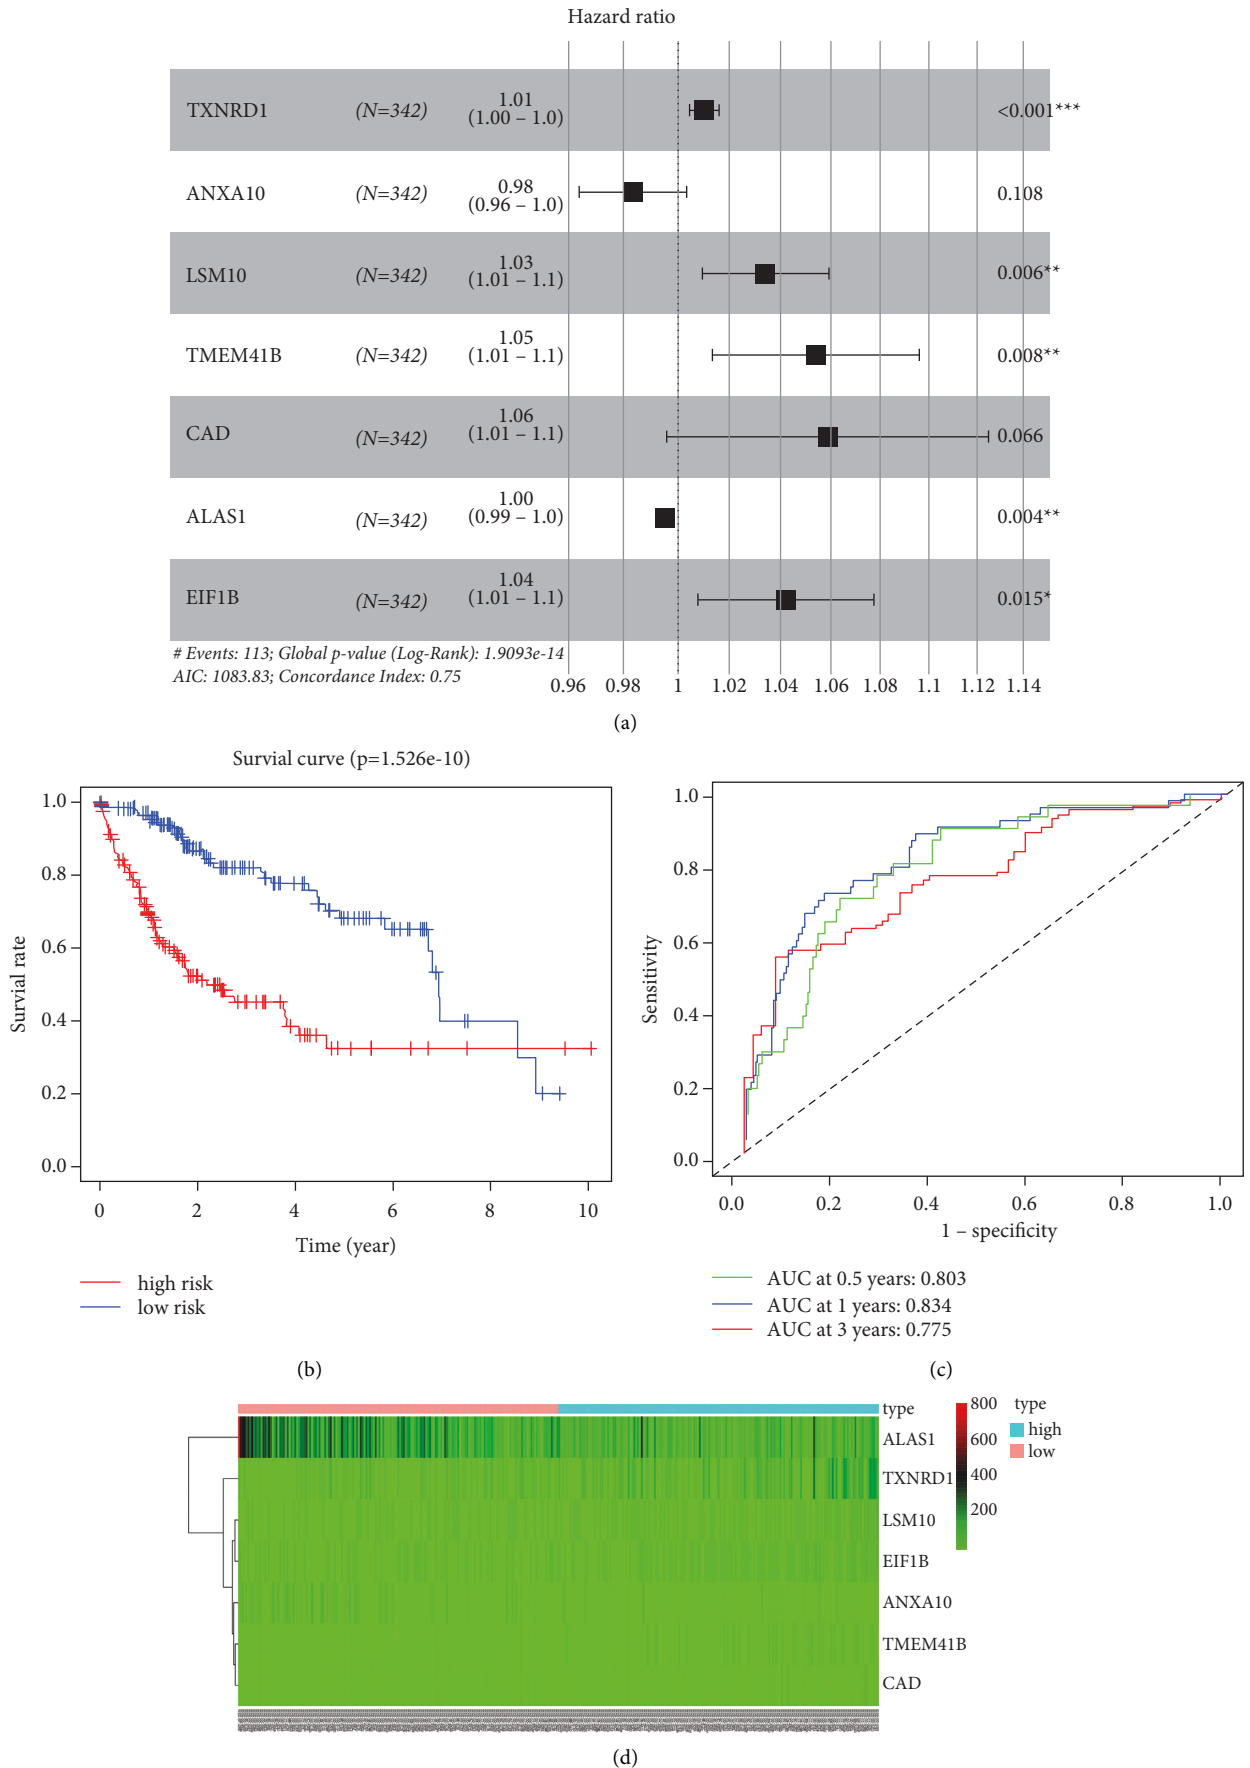 Hazard ratio
TXNRD1 (N=342) 1.01 (1.00 – 1.0) <0.001***
ANXA10 (N=342) 0.98 (0.96 – 1.0) 0.108
LSM10 (N=342) 1.03 (1.01 – 1.1) 0.006**
TMEM41B (N=342) 1.05 (1.01 – 1.1) 0.008**
CAD (N=342) 1.06 (1.01 – 1.1) 0.066
ALAS1 (N=342) 1.00 (0.99 – 1.0) 0.004**
EIF1B (N=342) 1.04 (1.01 – 1.1) 0.015*
# Events: 113; Global p-value (Log-Rank): 1.9093e-14
AIC: 1083.83; Concordance Index: 0.75
0.96 0.98 1 1.02 1.04 1.06 1.08 1.1 1.12 1.14
(a)
Survial curve (p=1.526e-10)
Survial rate
1.0
0.8
0.6
0.4
0.2
0.0
0 2 4 6 8 10
Time (year)
high risk
low risk
(b)
Sensitivity
1.0
0.8
0.6
0.4
0.2
0.0
0.0 0.2 0.4 0.6 0.8 1.0
1 – specificity
AUC at 0.5 years: 0.803
AUC at 1 years: 0.834
AUC at 3 years: 0.775
(c)
type
ALAS1
TXNRD1
LSM10
EIF1B
ANXA10
TMEM41B
CAD
800
600
400
200
type
high
low
(d)